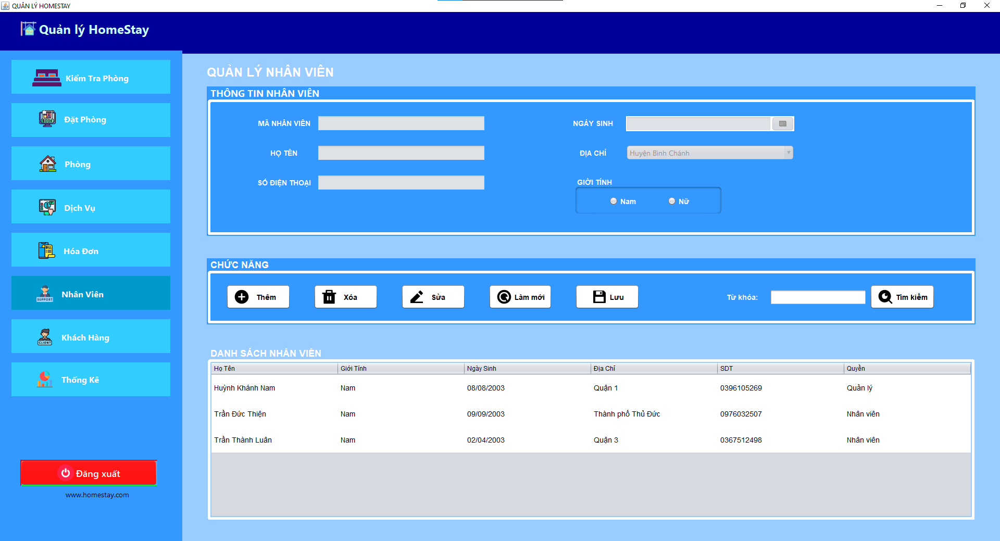 QUẢN LÝ HOMESTAY
Quản lý HomeStay
Kiểm Tra Phòng
BOOK
Đặt Phòng
Phòng
Dịch Vụ
BILL
Hóa Đơn
SUPPORT
Nhân Viên
CLIENT
Khách Hàng
Thống Kê
Đăng xuất
www.homestay.com
QUẢN LÝ NHÂN VIÊN
THÔNG TIN NHÂN VIÊN
MÃ NHÂN VIÊN
NGÀY SINH
HỌ TÊN
ĐỊA CHỈ
Huyện Bình Chánh
SỐ ĐIỆN THOẠI
GIỚI TÍNH
Nam Nữ
CHỨC NĂNG
Thêm Xóa Sửa Làm mới Lưu Từ khóa: Tìm kiếm
DANH SÁCH NHÂN VIÊN
Họ Tên Giới Tính Ngày Sinh Địa Chỉ SDT Quyền
Huỳnh Khánh Nam Nam 08/08/2003 Quận 1 0396105269 Quản lý
Trần Đức Thiện Nam 09/09/2003 Thành phố Thủ Đức 0976032507 Nhân viên
Trần Thành Luân Nam 02/04/2003 Quận 3 0367512498 Nhân viên